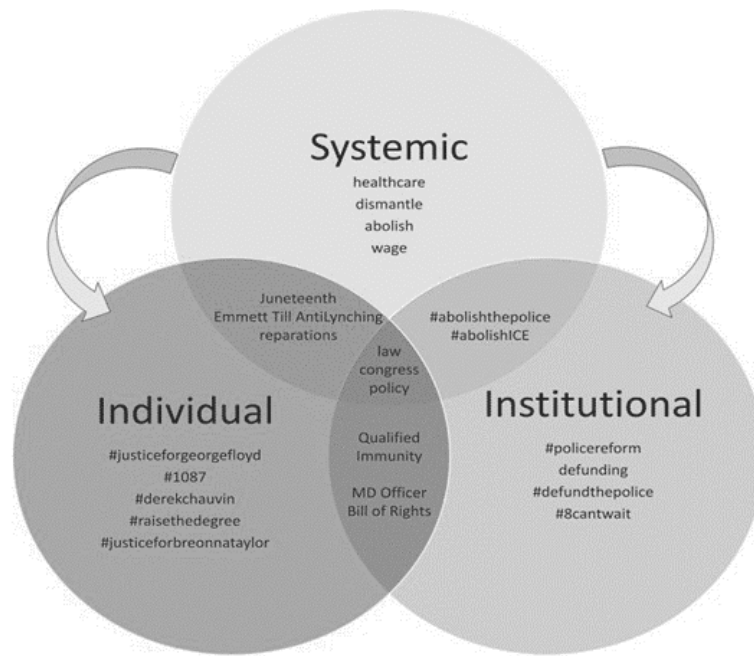 Systemic
healthcare
dismantle
abolish
wage
Juneteenth
Emmett Till AntiLynching
reparations
#abolishthepolice
#abolishICE
law
congress
policy
Individual
#justiceforgeorgefloyd
#1087
#derekchauvin
#raisethedegree
#justiceforbreonnataylor
Qualified
Immunity
MD Officer
Bill of Rights
Institutional
#policereform
defunding
#defundthepolice
#8cantwait